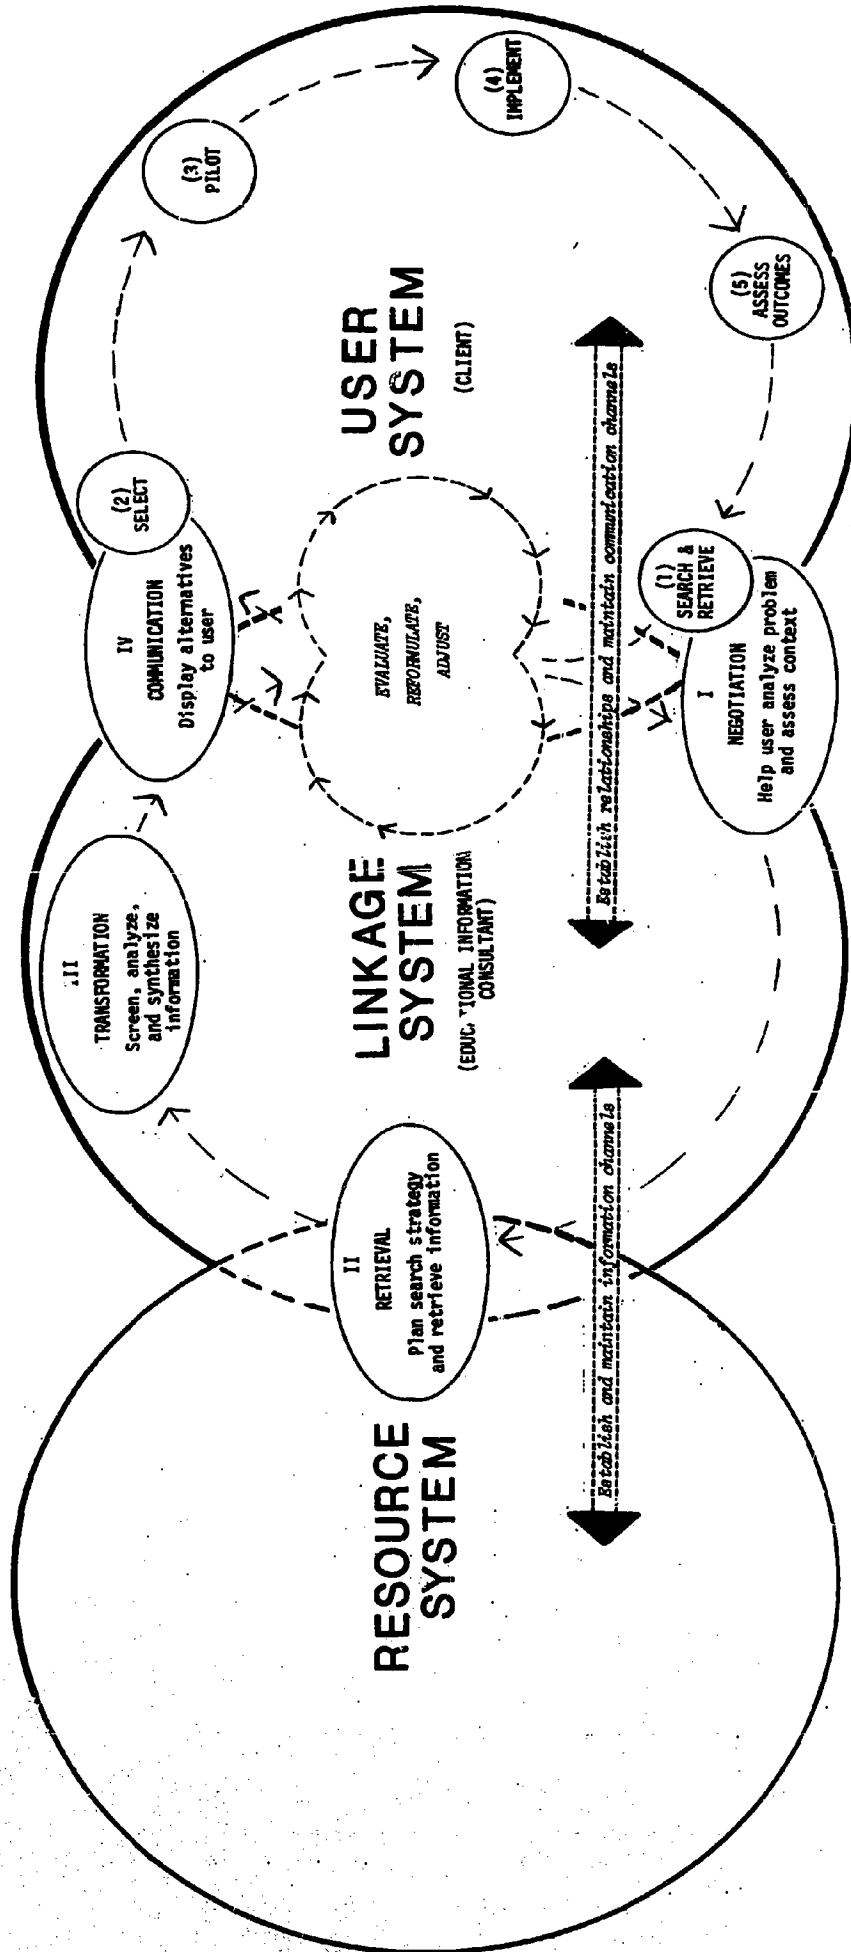 RESOURCE
SYSTEM
II
RETRIEVAL
Plan search strategy
and retrieve information
Establish and maintain information channels
LINKAGE
SYSTEM
CONSULTANT)
III
TRANSFORMATION
Screen, analyze,
and synthesize
information
IV
COMMUNICATION
Display alternatives
to user
EVALUATE,
REFORMULATE,
ADJUST
Establish relationships and maintain communication channels
I
NEGOTIATION
Help user analyze problem
and assess context
USER
SYSTEM
(CLIENT)
(1)
SEARCH &
RETRIEVE
(2)
SELECT
(3)
PILOT
(4)
IMPLEMENT
(5)
ASSESS
OUTCOMES